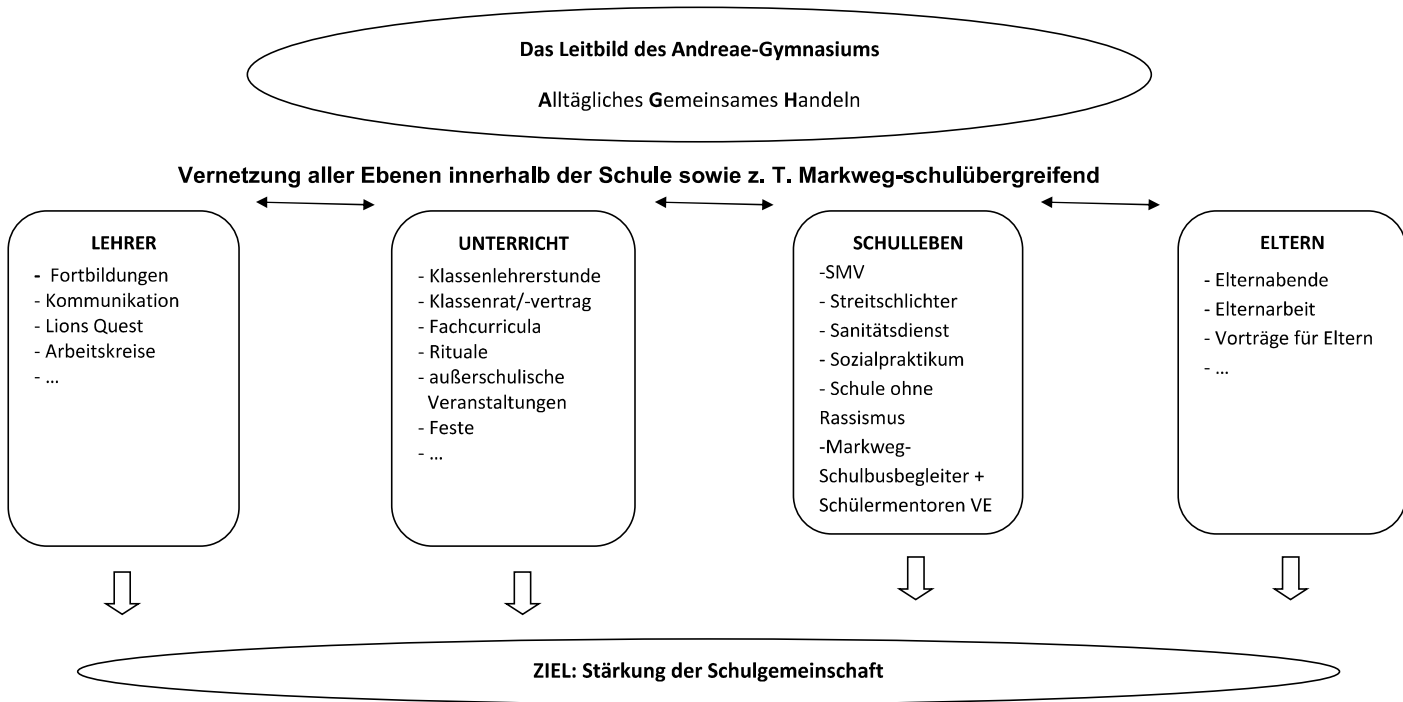 Das Leitbild des Andreae-Gymnasiums
Alltägliches Gemeinsames Handeln
Vernetzung aller Ebenen innerhalb der Schule sowie z. T. Markweg-schulübergreifend
LEHRER
- Fortbildungen
- Kommunikation
- Lions Quest
- Arbeitskreise
- ...
UNTERRICHT
- Klassenlehrerstunde
- Klassenrat/-vertrag
- Fachcurricula
- Rituale
- außerschulische
Veranstaltungen
- Feste
- ...
SCHULLEBEN
-SMV
- Streitschlichter
- Sanitätsdienst
- Sozialpraktikum
- Schule ohne
Rassismus
-Markweg-
Schulbusbegleiter +
Schülermentoren VE
ELTERN
- Elternabende
- Elternarbeit
- Vorträge für Eltern
- ...
ZIEL: Stärkung der Schulgemeinschaft